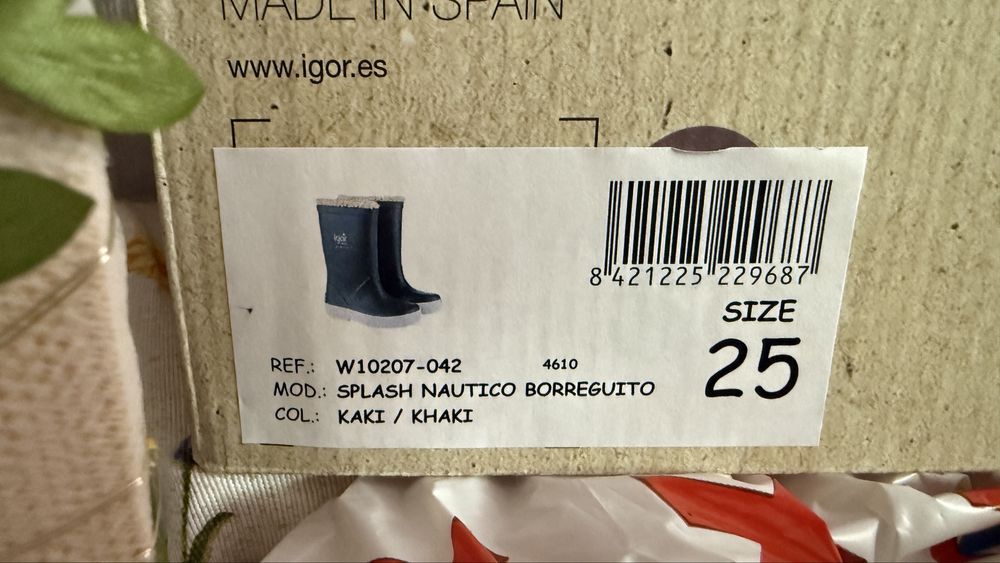 MADE IN SPAIN
www.igor.es
igor
8 421225 229687
SIZE
25
REF.: W10207-042 4610
MOD.: SPLASH NAUTICO BORREGUITO
COL.: KAKI / KHAKI